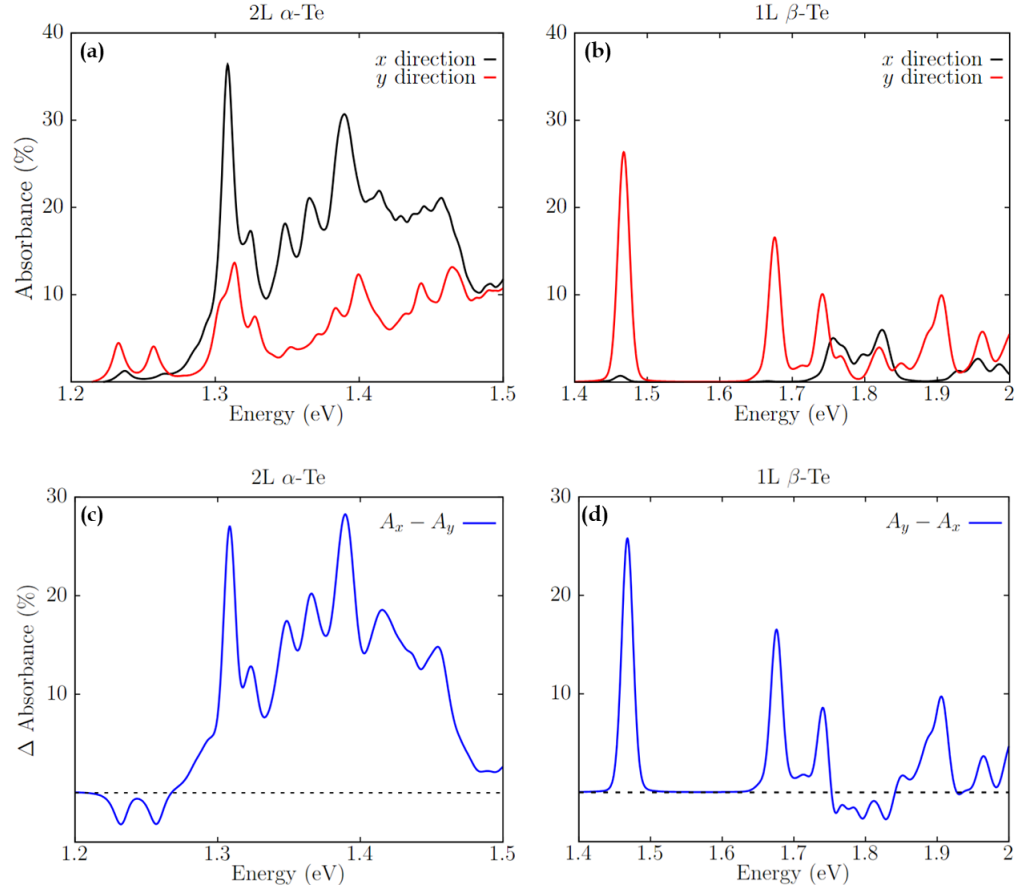 2L α-Te
(a)
x direction
y direction
Absorbance (%)
40
30
20
10
1.2
1.3
1.4
1.5
Energy (eV)
1L β-Te
(b)
x direction
y direction
40
30
20
10
1.4
1.5
1.6
1.7
1.8
1.9
2
Energy (eV)
2L α-Te
(c)
A_x − A_y
Δ Absorbance (%)
30
20
10
1.2
1.3
1.4
1.5
Energy (eV)
1L β-Te
(d)
A_y − A_x
30
20
10
1.4
1.5
1.6
1.7
1.8
1.9
2
Energy (eV)